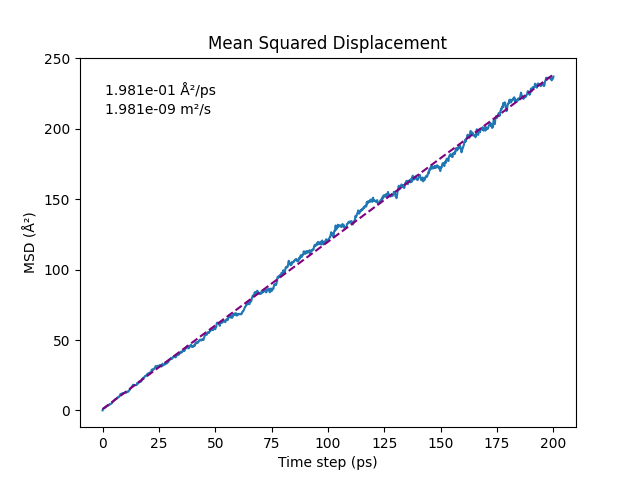 Mean Squared Displacement
1.981e-01 Å²/ps
1.981e-09 m²/s
MSD (Å²)
250
200
150
100
50
0
0 25 50 75 100 125 150 175 200
Time step (ps)